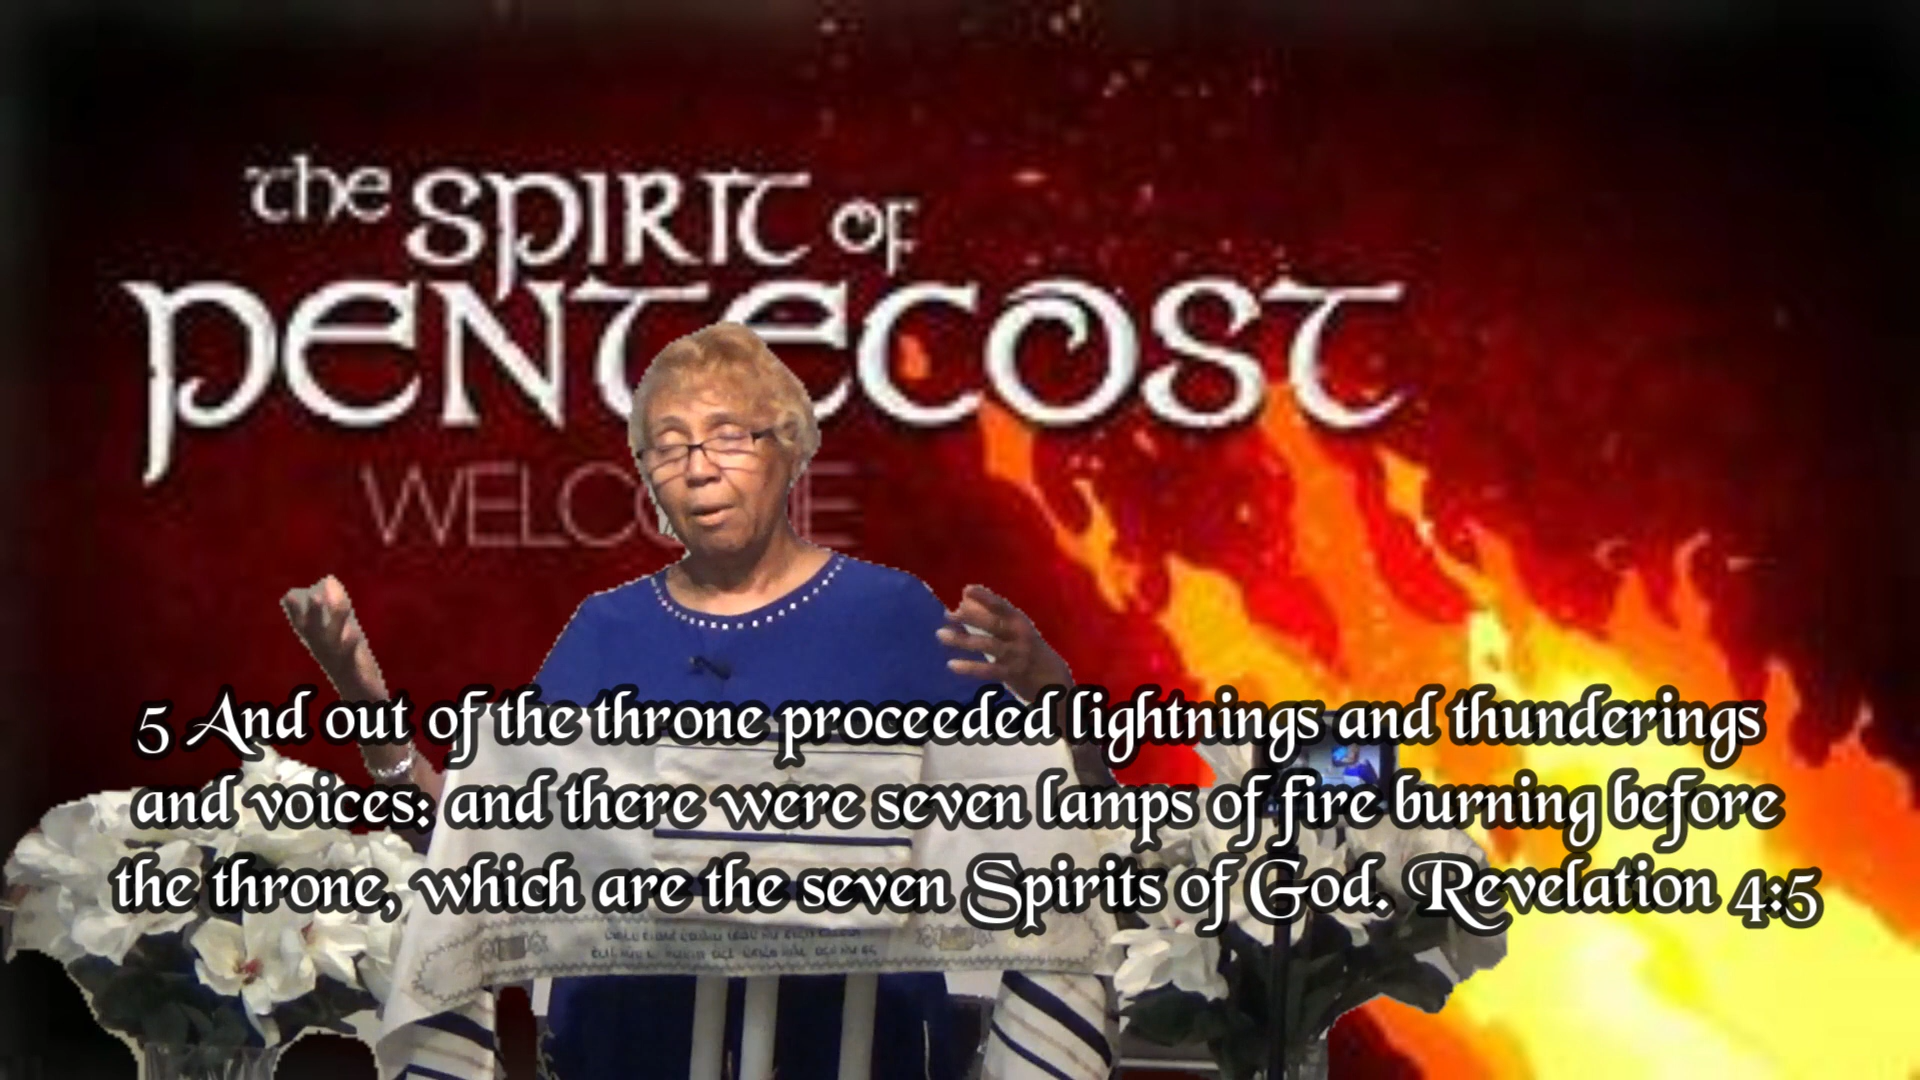 the SPIRIT OF
PENTECOST
WELCOME
5 And out of the throne proceeded lightnings and thunderings
and voices: and there were seven lamps of fire burning before
the throne, which are the seven Spirits of God. Revelation 4:5